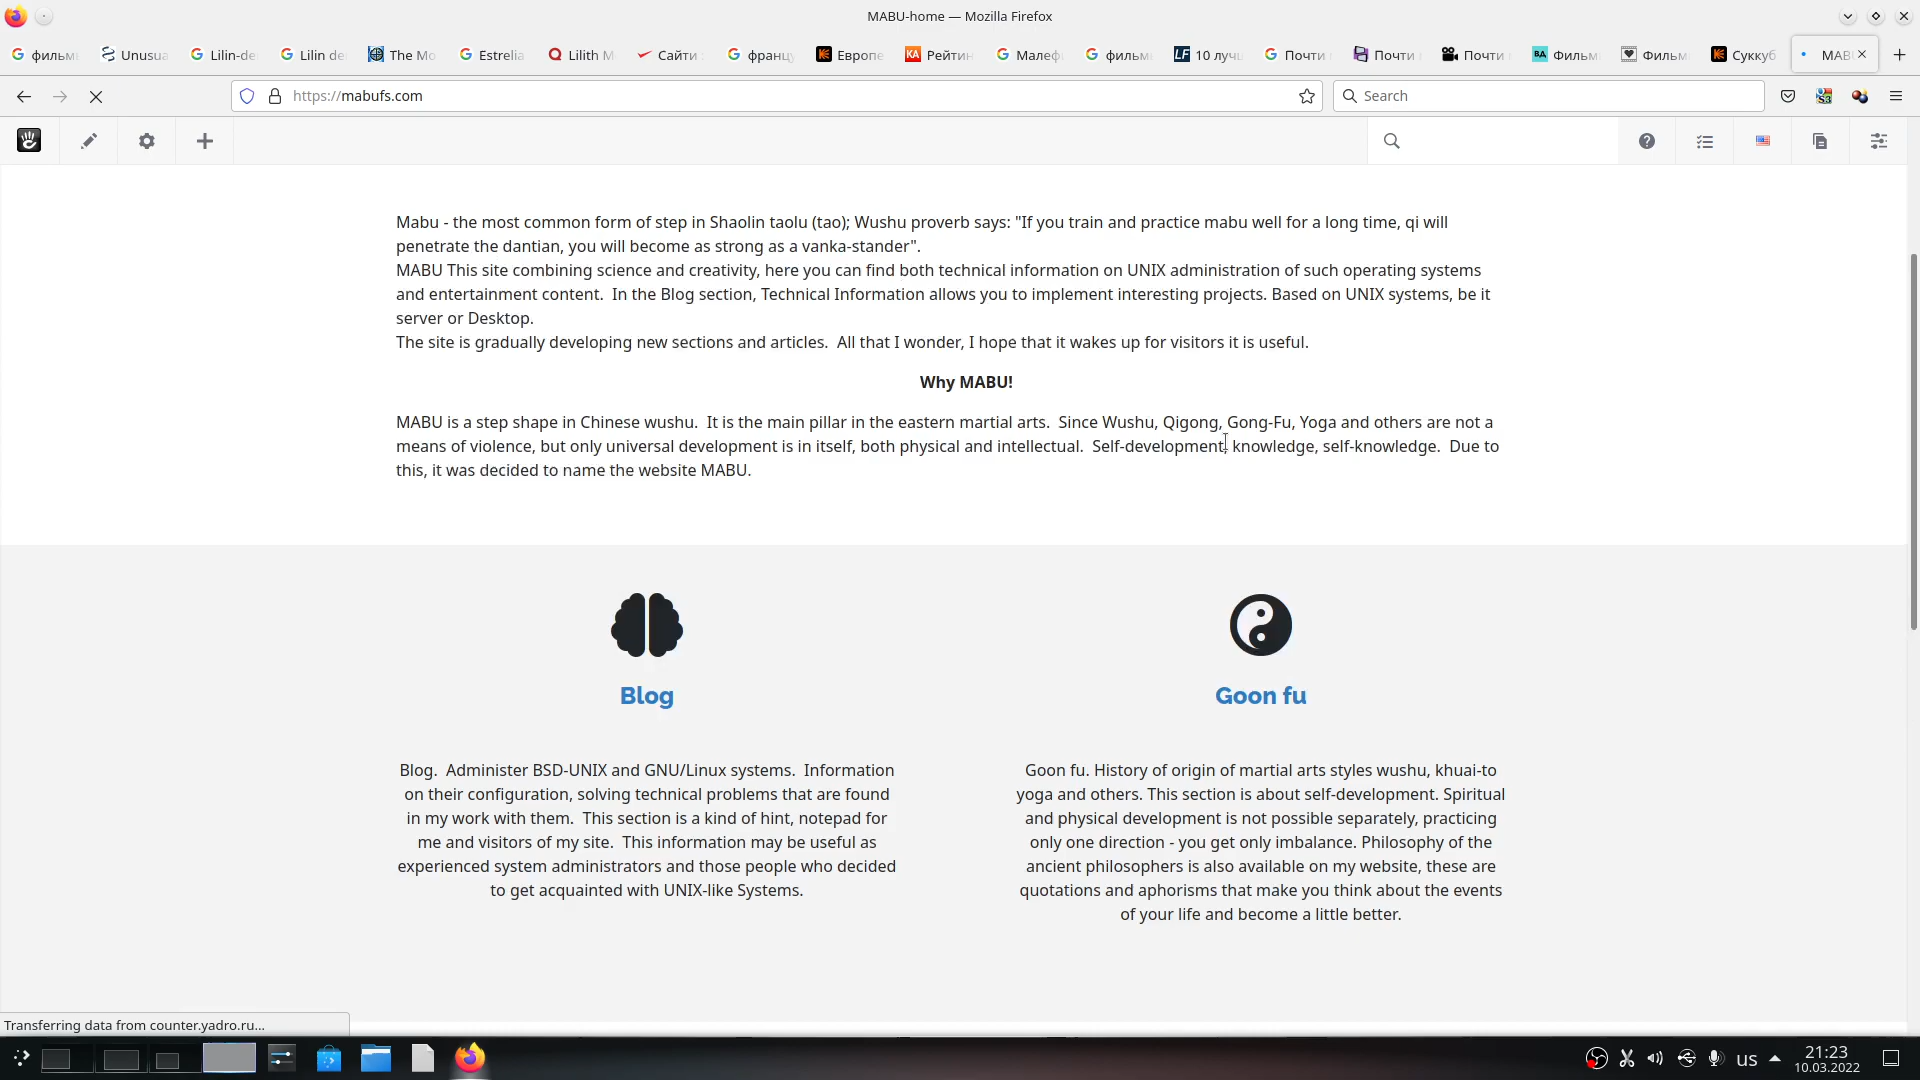 MABU-home — Mozilla Firefox
фильм
Unusua
Lilin-de
Lilin de
The Mo
Estrelia
Lilith M
Сайти
франц
Европе
Рейтин
Малеф
фильм
10 луч
Почти
Почти
Почти
Фильм
Фильм
Суккуб
MAB
https://mabufs.com
Search
Mabu - the most common form of step in Shaolin taolu (tao); Wushu proverb says: "If you train and practice mabu well for a long time, qi will
penetrate the dantian, you will become as strong as a vanka-stander".
MABU This site combining science and creativity, here you can find both technical information on UNIX administration of such operating systems
and entertainment content.  In the Blog section, Technical Information allows you to implement interesting projects. Based on UNIX systems, be it
server or Desktop.
The site is gradually developing new sections and articles.  All that I wonder, I hope that it wakes up for visitors it is useful.
Why MABU!
MABU is a step shape in Chinese wushu.  It is the main pillar in the eastern martial arts.  Since Wushu, Qigong, Gong-Fu, Yoga and others are not a
means of violence, but only universal development is in itself, both physical and intellectual.  Self-development, knowledge, self-knowledge.  Due to
this, it was decided to name the website MABU.
Blog
Blog.  Administer BSD-UNIX and GNU/Linux systems.  Information
on their configuration, solving technical problems that are found
in my work with them.  This section is a kind of hint, notepad for
me and visitors of my site.  This information may be useful as
experienced system administrators and those people who decided
to get acquainted with UNIX-like Systems.
Goon fu
Goon fu. History of origin of martial arts styles wushu, khuai-to
yoga and others. This section is about self-development. Spiritual
and physical development is not possible separately, practicing
only one direction - you get only imbalance. Philosophy of the
ancient philosophers is also available on my website, these are
quotations and aphorisms that make you think about the events
of your life and become a little better.
Transferring data from counter.yadro.ru...
us
21:23
10.03.2022